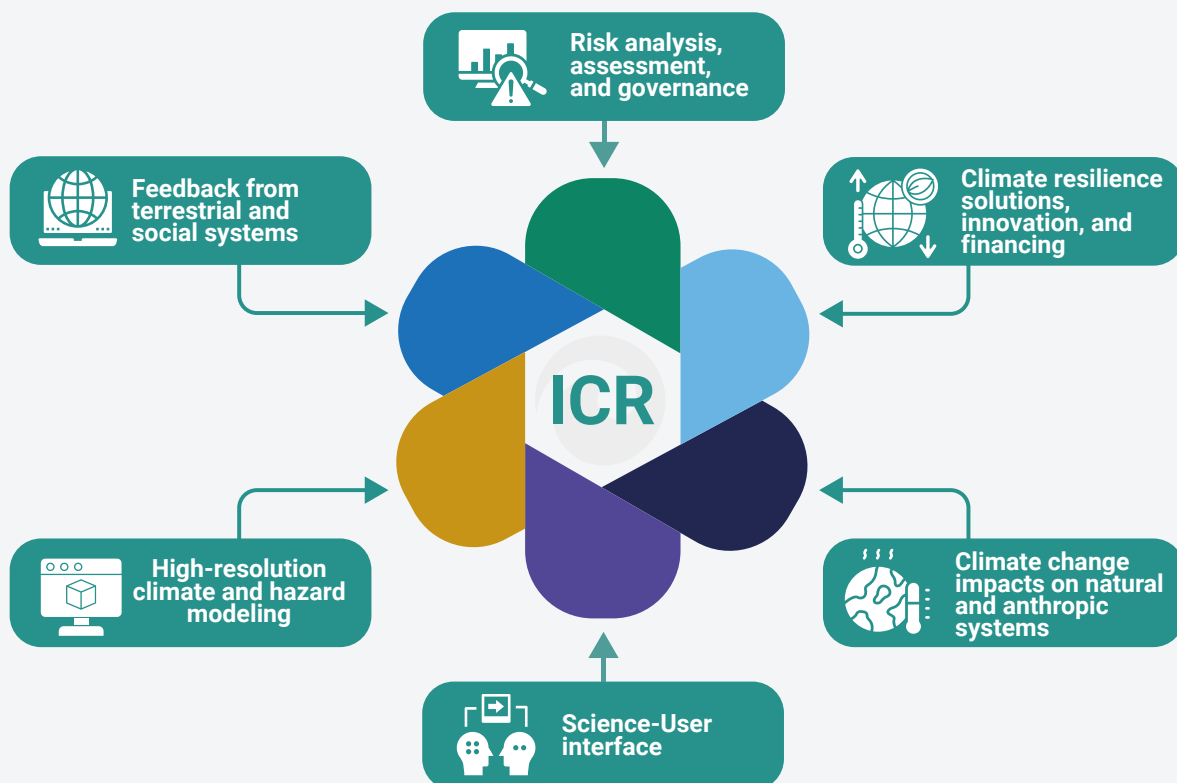 Risk analysis,
assessment,
and governance
Feedback from
terrestrial and
social systems
Climate resilience
solutions,
innovation, and
financing
ICR
High-resolution
climate and hazard
modeling
Climate change
impacts on natural
and anthropic
systems
Science-User
interface